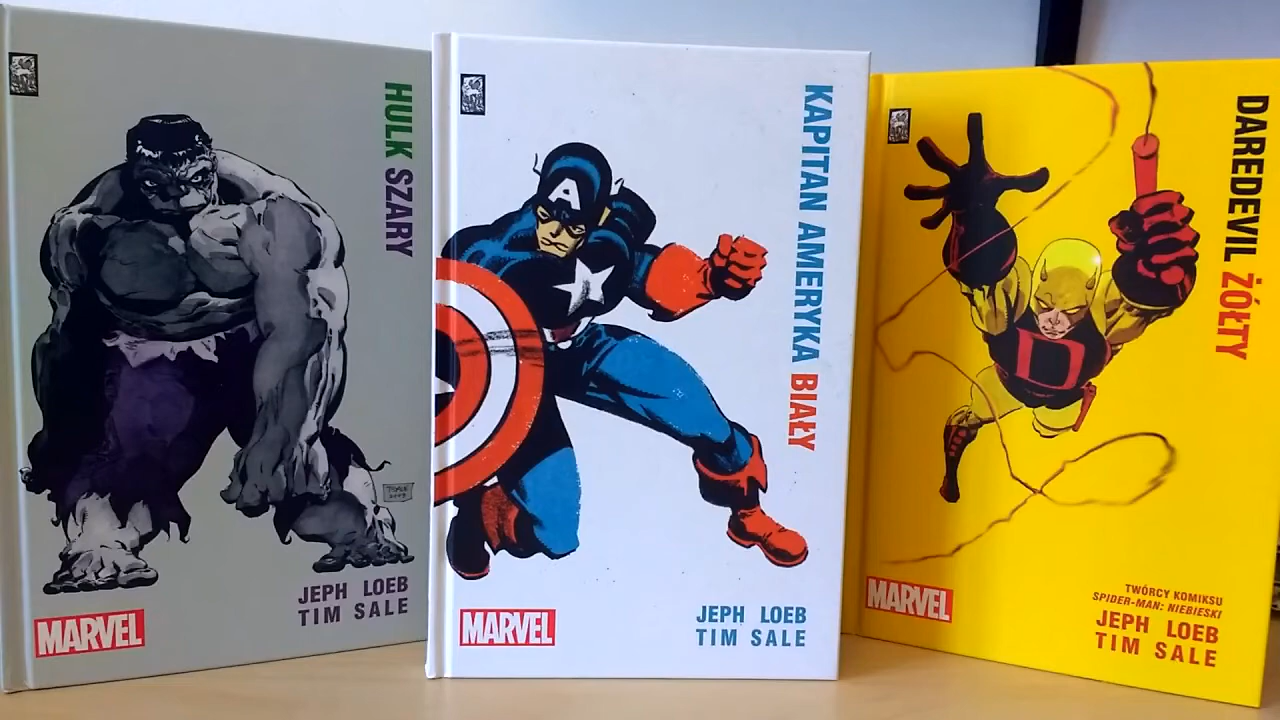 HULK SZARY
JEPH LOEB
TIM SALE
MARVEL
KAPITAN AMERYKA BIAŁY
MARVEL
JEPH LOEB
TIM SALE
DAREDEVIL ŻÓŁTY
D
MARVEL
TWÓRCY KOMIKSU
SPIDER-MAN: NIEBIESKI
JEPH LOEB
TIM SALE